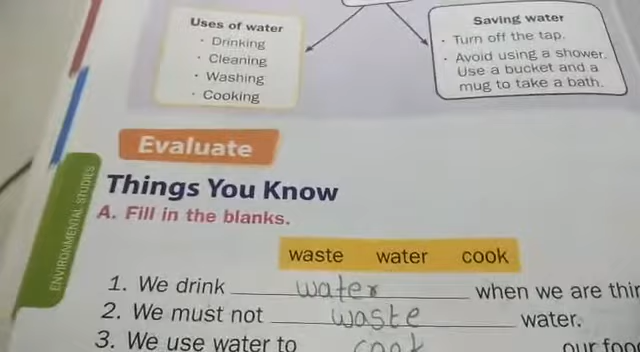 Uses of water
• Drinking
• Cleaning
• Washing
• Cooking
Saving water
• Turn off the tap.
• Avoid using a shower.
Use a bucket and a
mug to take a bath.
Evaluate
ENVIRONMENTAL STUDIES
Things You Know
A. Fill in the blanks.
waste water cook
1. We drink water when we are thir
2. We must not waste water.
3. We use water to cook our foo